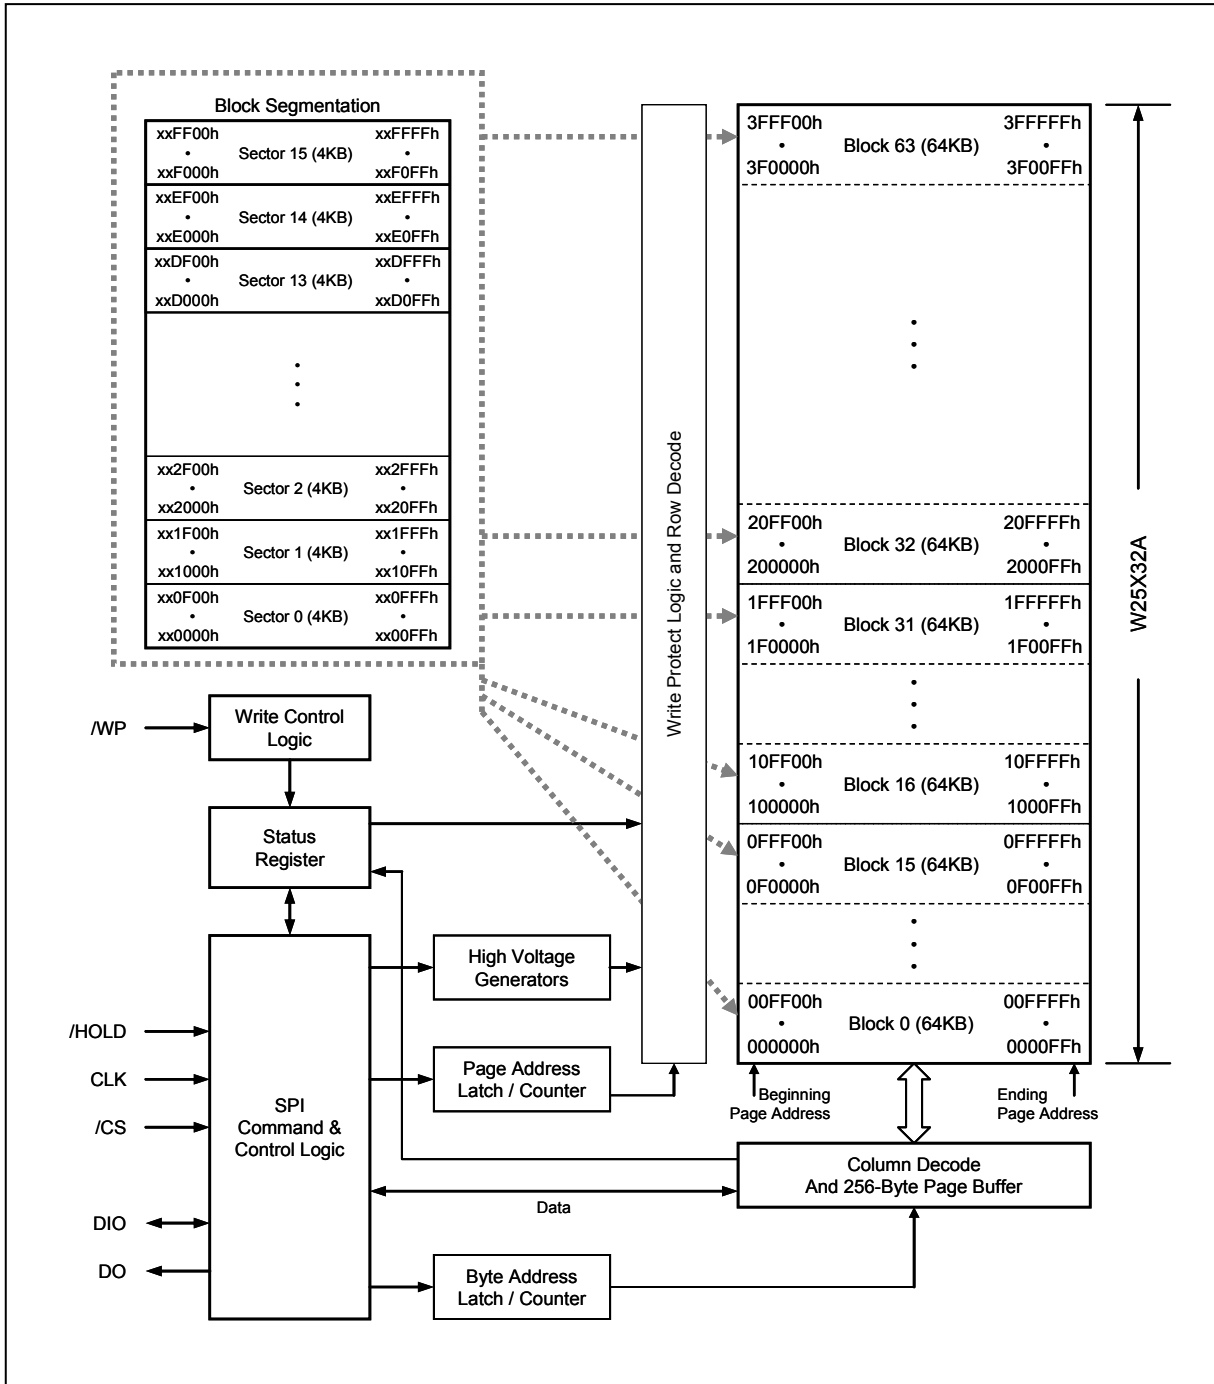 Block Segmentation
xxFF00h xxFFFFh
• Sector 15 (4KB) •
xxF000h xxF0FFh
xxEF00h xxEFFFh
• Sector 14 (4KB) •
xxE000h xxE0FFh
xxDF00h xxDFFFh
• Sector 13 (4KB) •
xxD000h xxD0FFh
xx2F00h xx2FFFh
• Sector 2 (4KB) •
xx2000h xx20FFh
xx1F00h xx1FFFh
• Sector 1 (4KB) •
xx1000h xx10FFh
xx0F00h xx0FFFh
• Sector 0 (4KB) •
xx0000h xx00FFh
Write Protect Logic and Row Decode
3FFF00h 3FFFFFh
• Block 63 (64KB) •
3F0000h 3F00FFh
20FF00h 20FFFFh
• Block 32 (64KB) •
200000h 2000FFh
1FFF00h 1FFFFFh
• Block 31 (64KB) •
1F0000h 1F00FFh
10FF00h 10FFFFh
• Block 16 (64KB) •
100000h 1000FFh
0FFF00h 0FFFFFh
• Block 15 (64KB) •
0F0000h 0F00FFh
00FF00h 00FFFFh
• Block 0 (64KB) •
000000h 0000FFh
W25X32A
Beginning
Page Address
Ending
Page Address
/WP
Write Control
Logic
Status
Register
High Voltage
Generators
/HOLD
CLK
/CS
DIO
DO
SPI
Command &
Control Logic
Page Address
Latch / Counter
Column Decode
And 256-Byte Page Buffer
Data
Byte Address
Latch / Counter